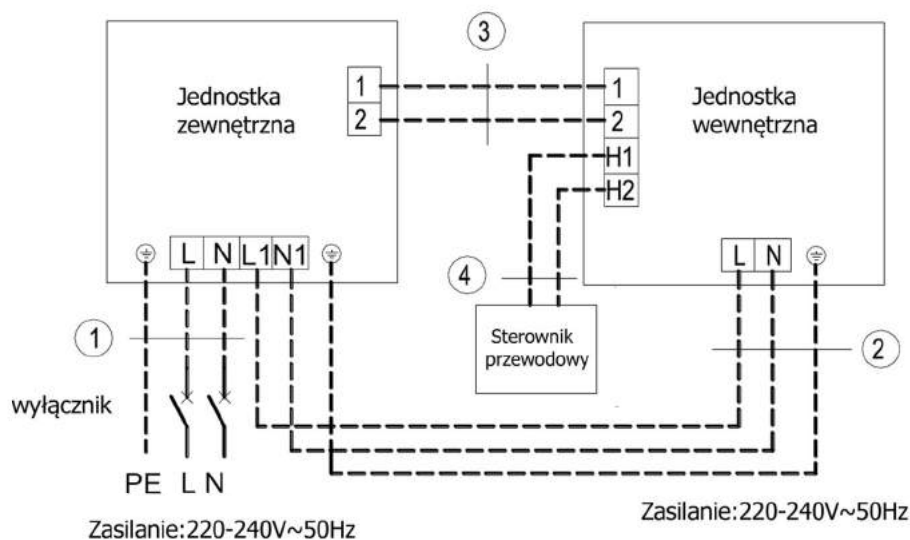 3
Jednostka
zewnętrzna
1
2
1
2
H1
H2
Jednostka
wewnętrzna
L N L1 N1
L N
4
1
2
Sterownik
przewodowy
wyłącznik
PE L N
Zasilanie:220-240V~50Hz
Zasilanie:220-240V~50Hz